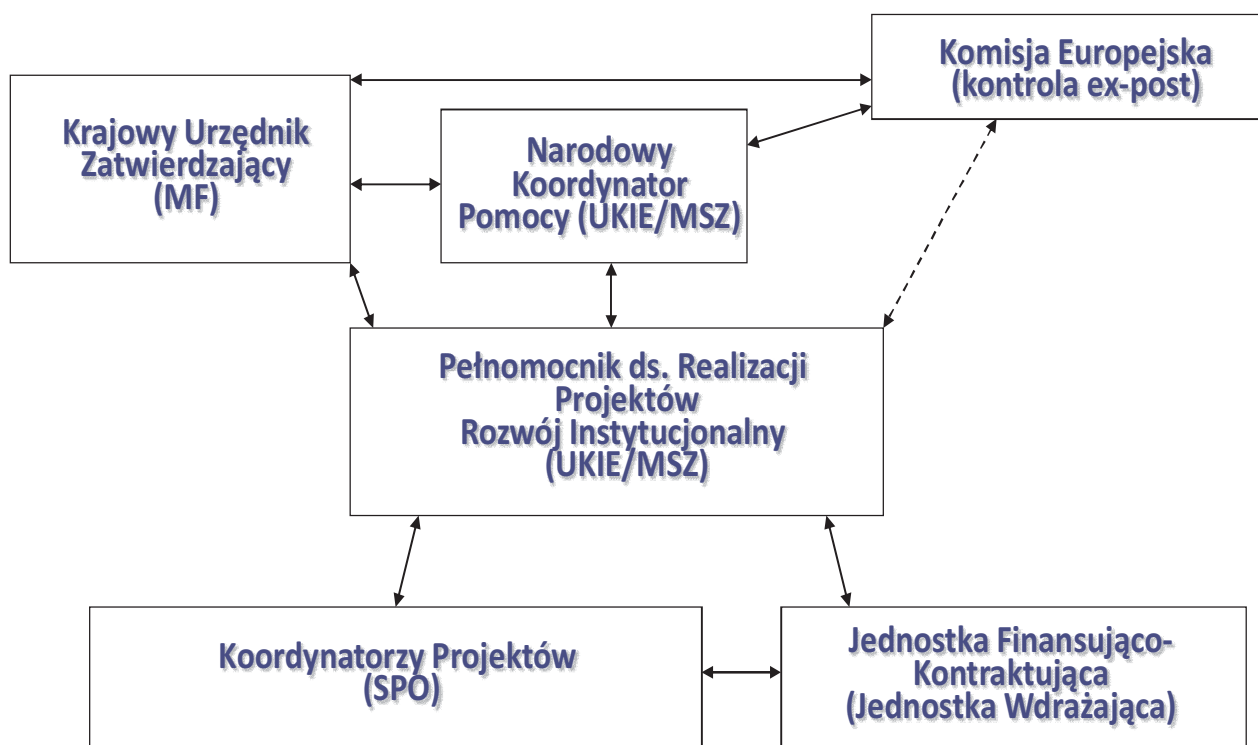 Komisja Europejska
(kontrola ex-post)
Krajowy Urzędnik
Zatwierdzający
(MF)
Narodowy
Koordynator
Pomocy (UKIE/MSZ)
Pełnomocnik ds. Realizacji
Projektów
Rozwój Instytucjonalny
(UKIE/MSZ)
Koordynatorzy Projektów
(SPO)
Jednostka Finansująco-
Kontraktująca
(Jednostka Wdrażająca)